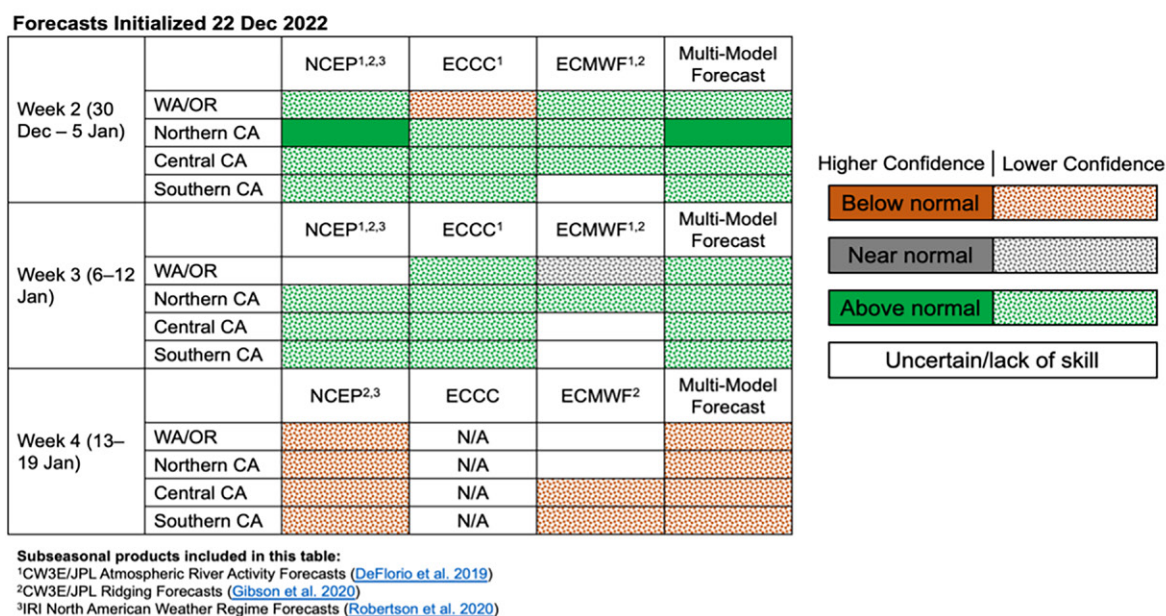 Forecasts Initialized 22 Dec 2022
Week 2 (30
Dec – 5 Jan)
NCEP1,2,3 ECCC1 ECMWF1,2 Multi-Model
Forecast
WA/OR
Northern CA
Central CA
Southern CA
Week 3 (6–12
Jan)
NCEP1,2,3 ECCC1 ECMWF1,2 Multi-Model
Forecast
WA/OR
Northern CA
Central CA
Southern CA
Week 4 (13–
19 Jan)
NCEP2,3 ECCC ECMWF2 Multi-Model
Forecast
WA/OR N/A
Northern CA N/A
Central CA N/A
Southern CA N/A
Higher Confidence Lower Confidence
Below normal
Near normal
Above normal
Uncertain/lack of skill
Subseasonal products included in this table:
1CW3E/JPL Atmospheric River Activity Forecasts (DeFlorio et al. 2019)
2CW3E/JPL Ridging Forecasts (Gibson et al. 2020)
3IRI North American Weather Regime Forecasts (Robertson et al. 2020)